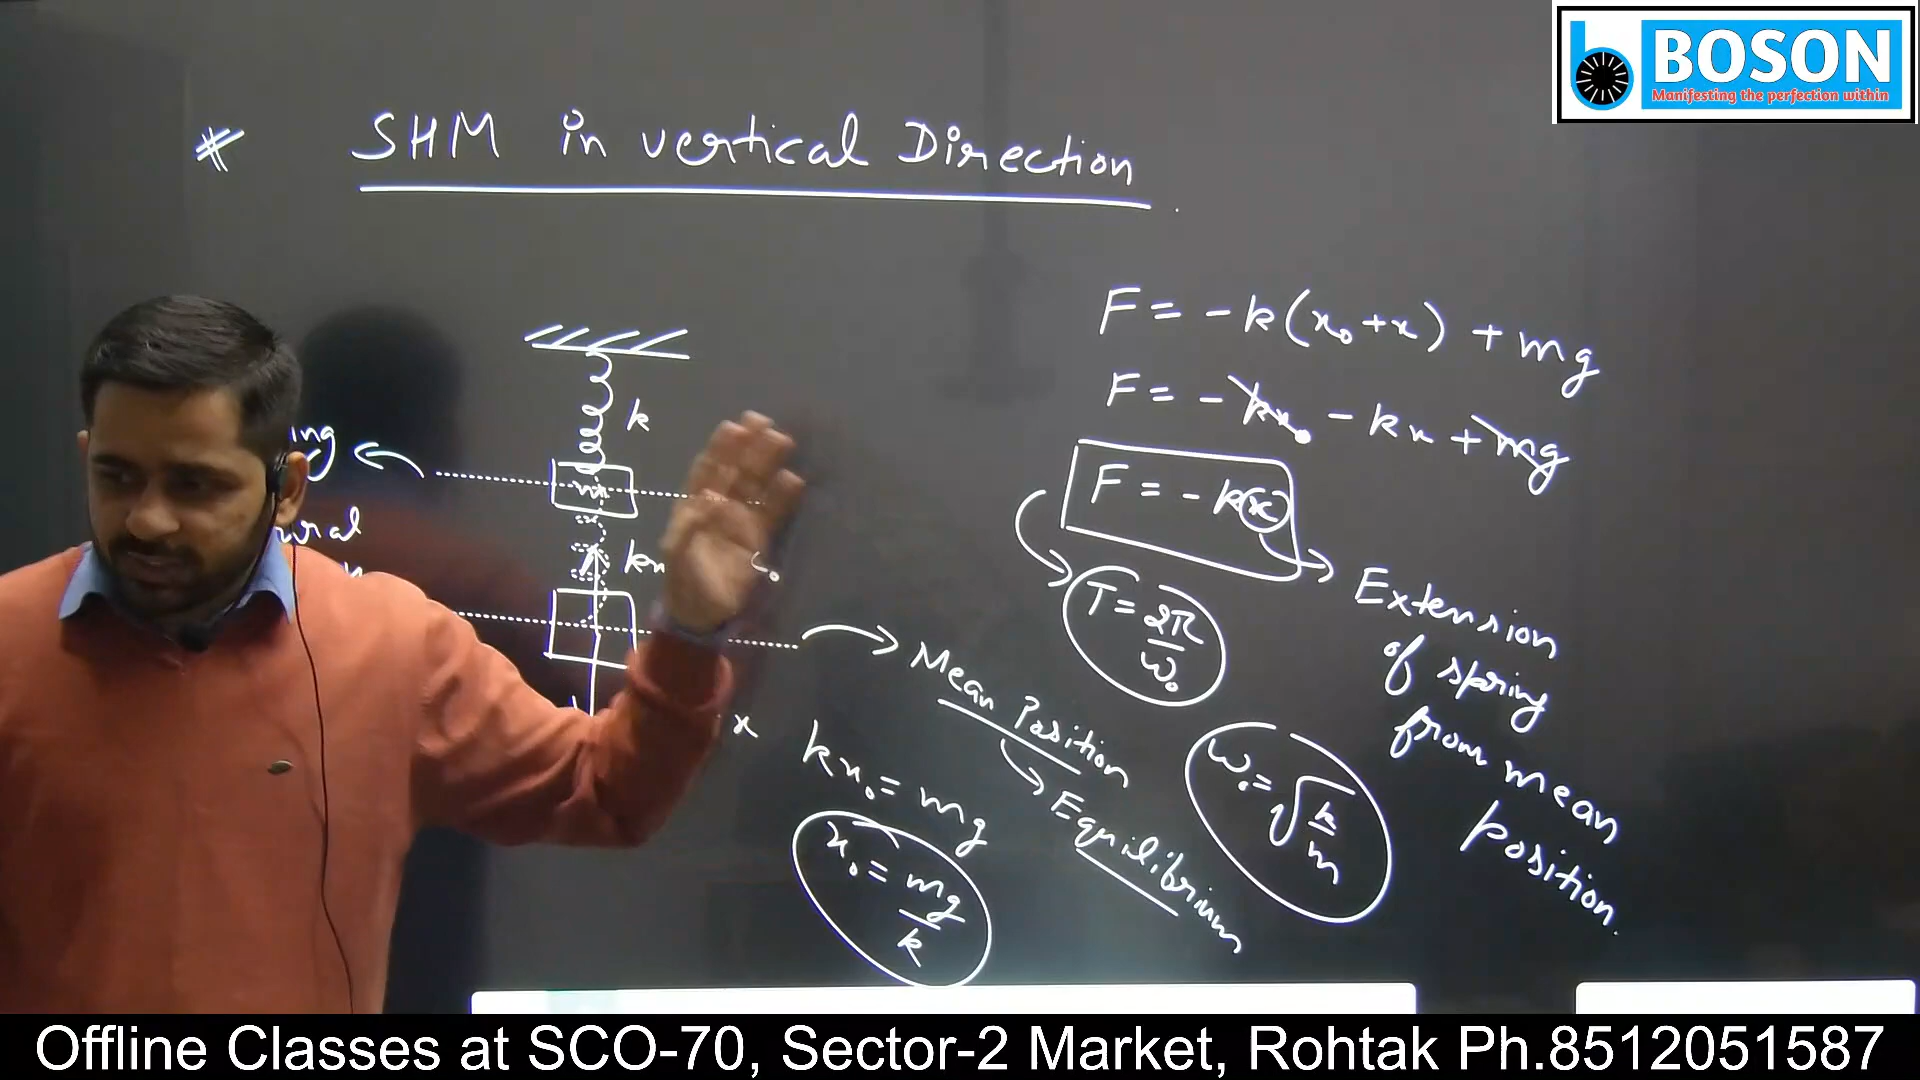 BOSON
Manifesting the perfection within
* SHM in vertical Direction
F = -k(x₀+x) + mg
F = -kx₀ - kx + mg
F = -k(x)
k
m
x₀
T = 2π/ω₀
Extension
of spring
from mean
position.
Mean Position
Equilibrium
x
kx₀ = mg
x₀ = mg/k
ω₀ = √k/m
Offline Classes at SCO-70, Sector-2 Market, Rohtak Ph.8512051587